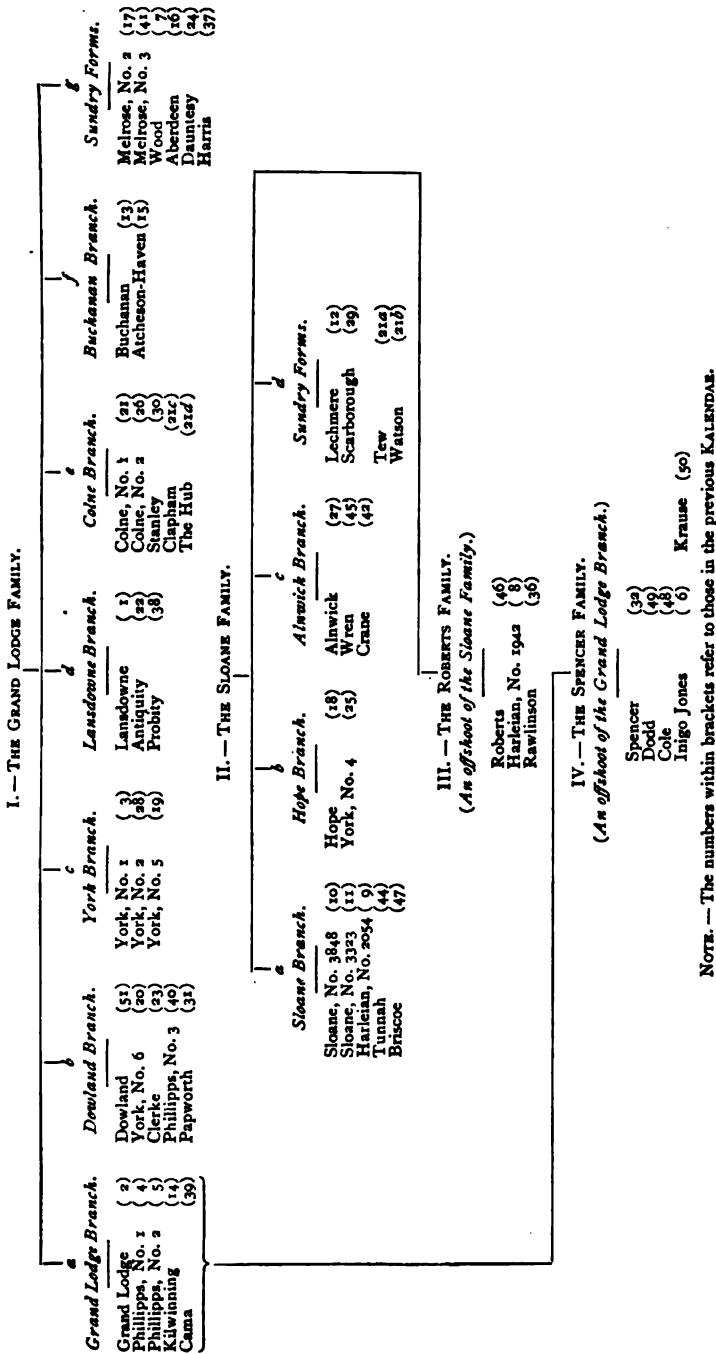 I. — THE GRAND LODGE FAMILY.
a
Grand Lodge Branch.
Grand Lodge ( 2)
Phillipps, No. 1 ( 4)
Phillipps, No. 2 ( 5)
Kilwinning (14)
Cama (39)
b
Dowland Branch.
Dowland (51)
York, No. 6 (20)
Clerke (23)
Phillipps, No. 3 (40)
Papworth (31)
c
York Branch.
York, No. 1 ( 3)
York, No. 2 (28)
York, No. 5 (19)
d
Lansdowne Branch.
Lansdowne ( 1)
Antiquity (22)
Probity (38)
e
Colne Branch.
Colne, No. 1 (21)
Colne, No. 2 (26)
Stanley (30)
Clapham (21c)
The Hub (21d)
f
Buchanan Branch.
Buchanan (13)
Atcheson-Haven (15)
g
Sundry Forms.
Melrose, No. 2 (17)
Melrose, No. 3 (41)
Wood ( 7)
Aberdeen (16)
Dauntesy (24)
Harris (37)
II. — THE SLOANE FAMILY.
a
Sloane Branch.
Sloane, No. 3848 (10)
Sloane, No. 3323 (11)
Harleian, No. 2054 ( 9)
Tunnah (44)
Briscoe (47)
b
Hope Branch.
Hope (18)
York, No. 4 (25)
c
Alnwick Branch.
Alnwick (27)
Wren (45)
Crane (42)
d
Sundry Forms.
Lechmere (12)
Scarborough (29)
Tew (21a)
Watson (21b)
III. — THE ROBERTS FAMILY.
(An offshoot of the Sloane Family.)
Roberts (46)
Harleian, No. 1942 ( 8)
Rawlinson (36)
IV. — THE SPENCER FAMILY.
(An offshoot of the Grand Lodge Branch.)
Spencer (32)
Dodd (49)
Cole (48)
Inigo Jones ( 6) Krause (50)
NOTE. — The numbers within brackets refer to those in the previous KALENDAR.